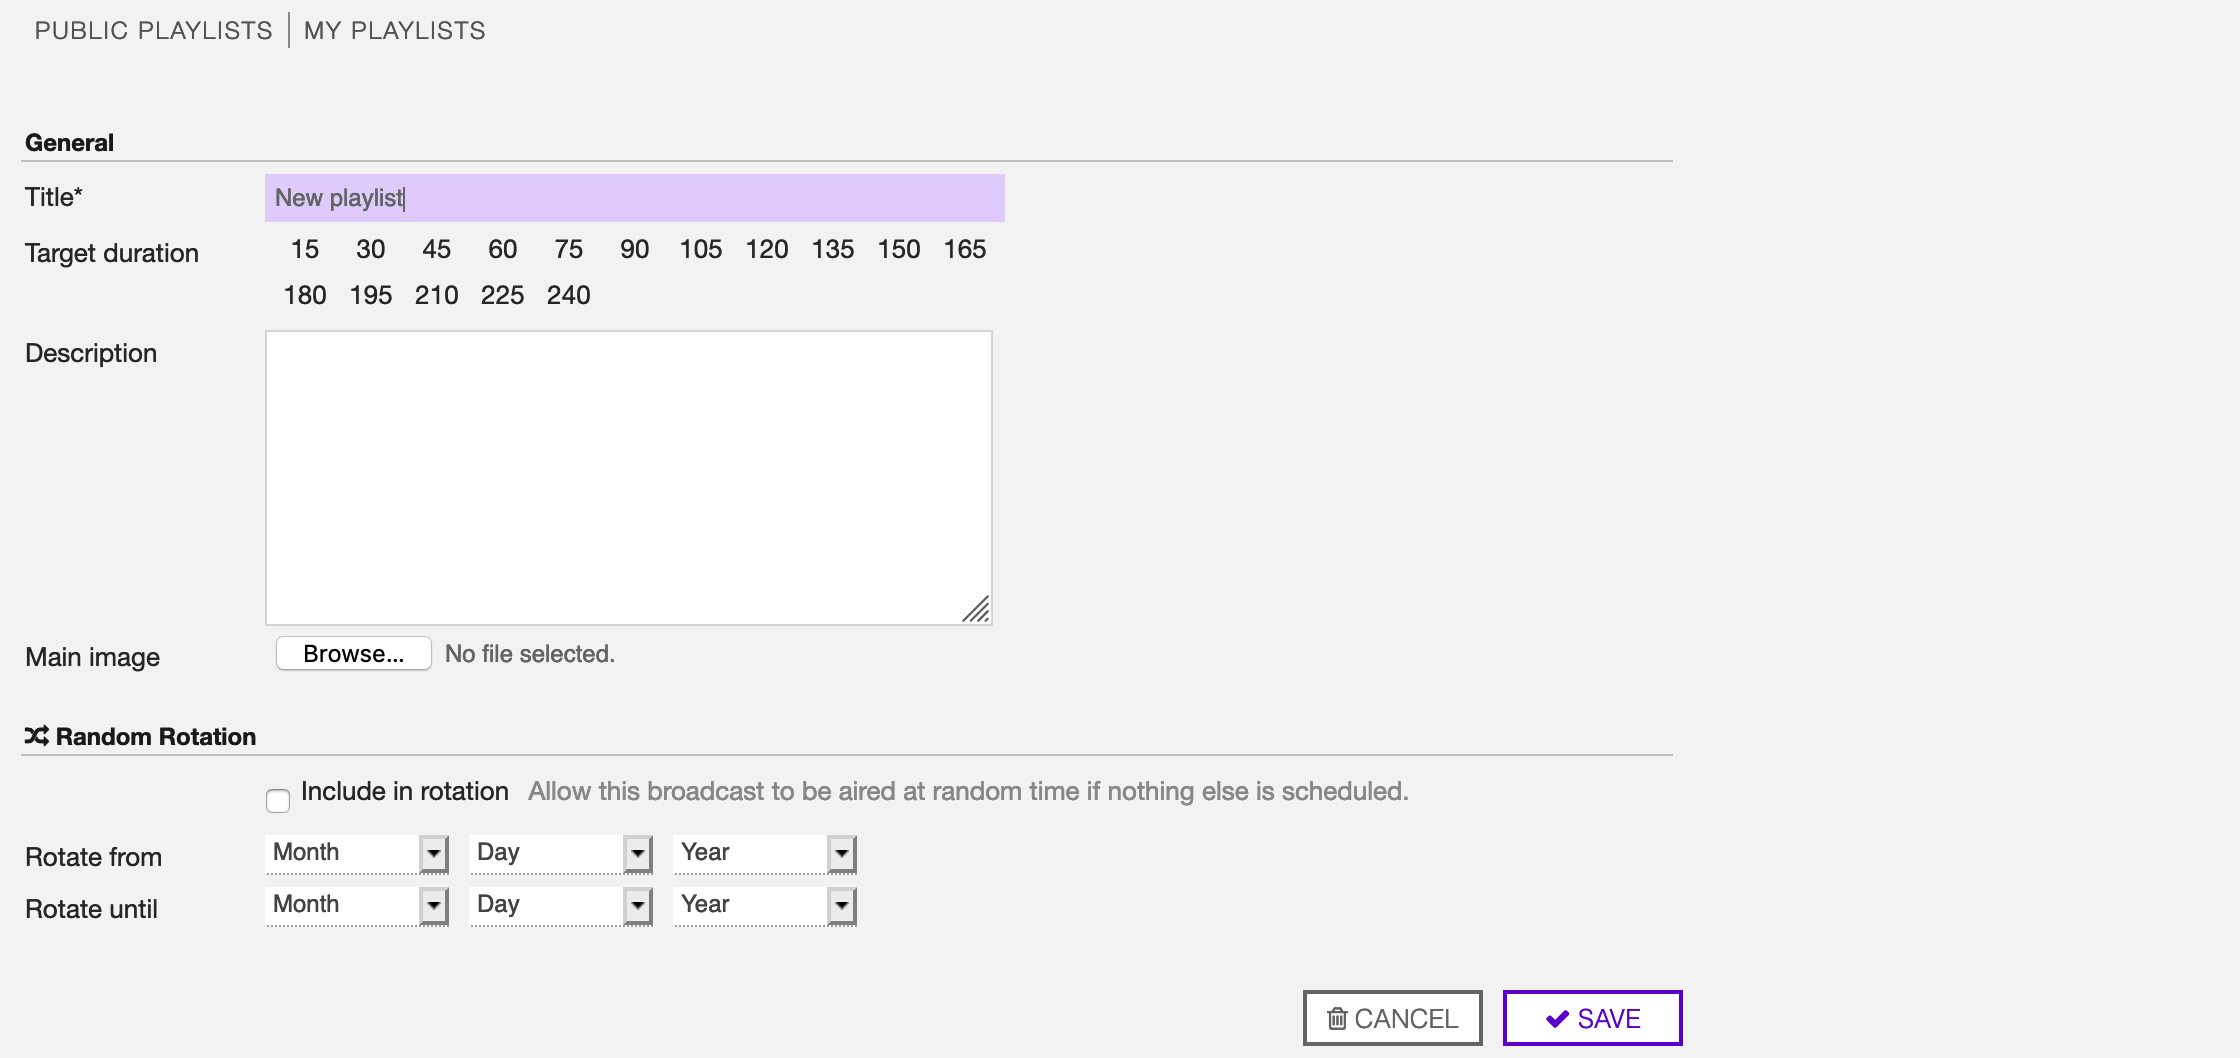 PUBLIC PLAYLISTS MY PLAYLISTS
General
Title* New playlist
Target duration 15 30 45 60 75 90 105 120 135 150 165
180 195 210 225 240
Description
Main image Browse... No file selected.
Random Rotation
Include in rotation Allow this broadcast to be aired at random time if nothing else is scheduled.
Rotate from Month Day Year
Rotate until Month Day Year
CANCEL SAVE